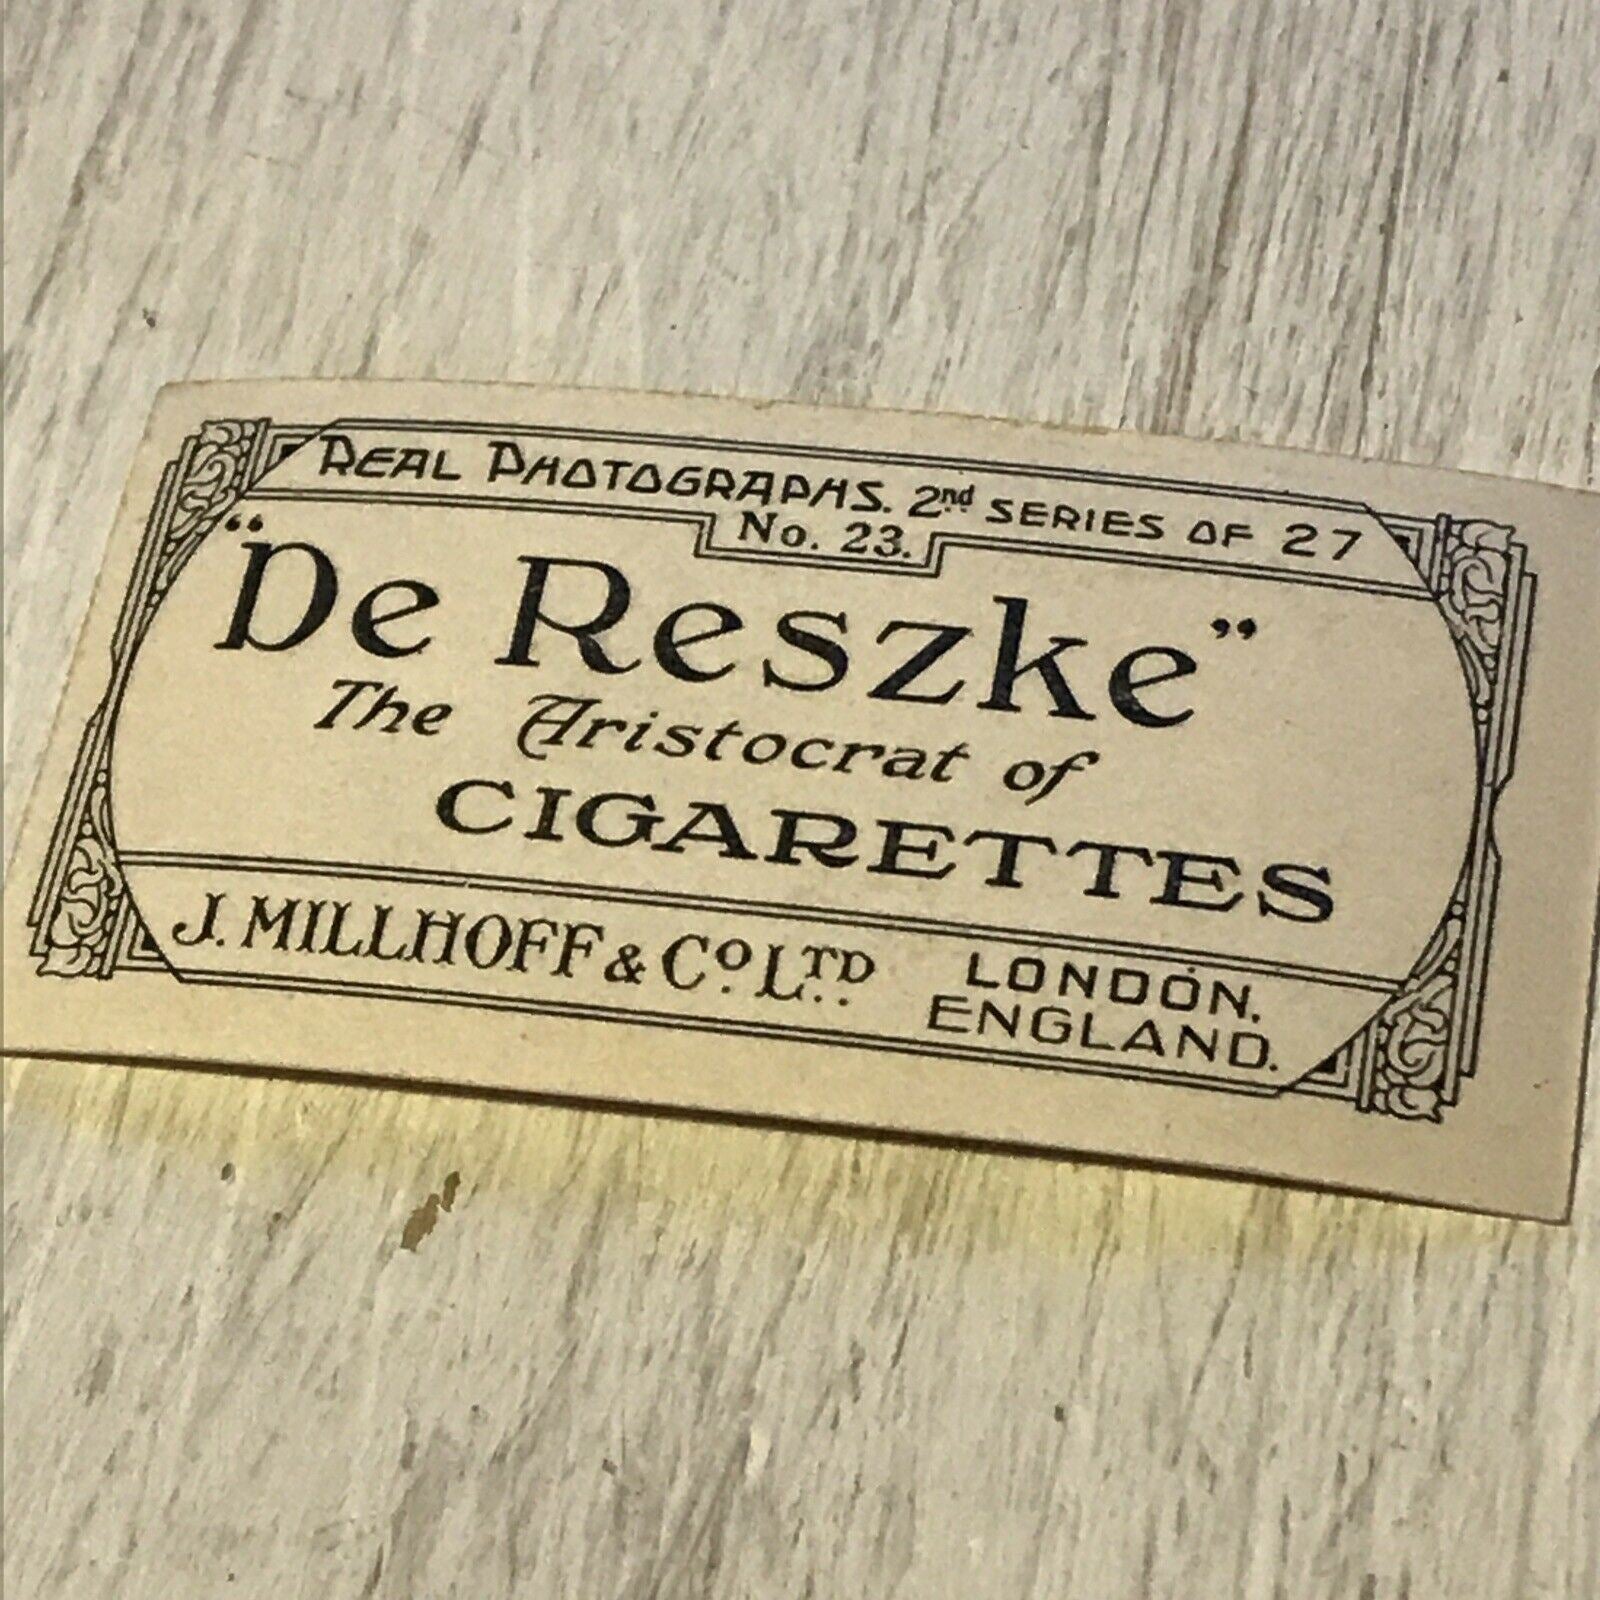 REAL PHOTOGRAPHS. 2nd SERIES OF 27
No. 23.
“De Reszke”
The Aristocrat of
CIGARETTES
J. MILLHOFF & Co. LTD. LONDON.
ENGLAND.